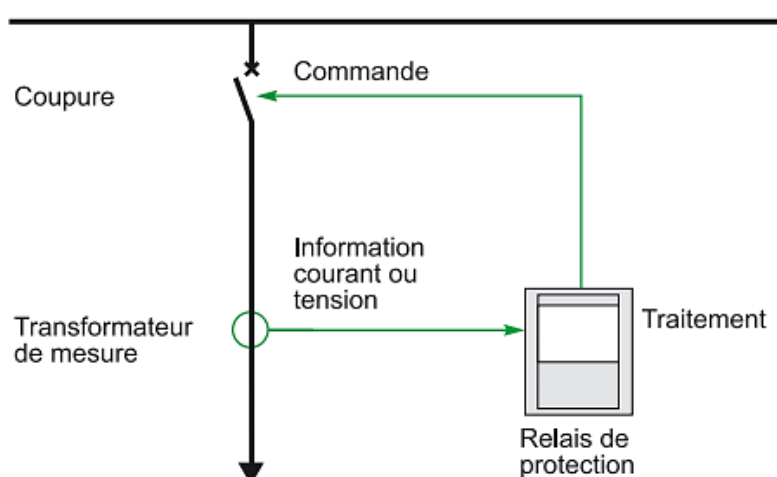 Commande
Coupure
Information
courant ou
tension
Transformateur
de mesure
Traitement
Relais de
protection